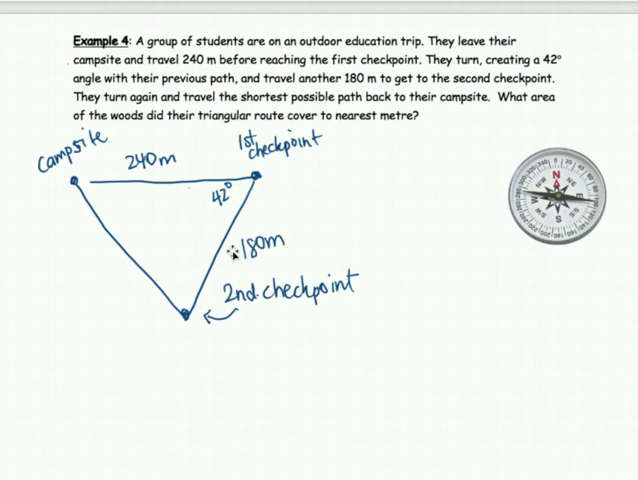 Example 4: A group of students are on an outdoor education trip. They leave their
campsite and travel 240 m before reaching the first checkpoint. They turn, creating a 42°
angle with their previous path, and travel another 180 m to get to the second checkpoint.
They turn again and travel the shortest possible path back to their campsite. What area
of the woods did their triangular route cover to nearest metre?
campsite
240m
1st
checkpoint
42°
180m
2nd.checkpoint
N
NW
NE
W
E
SW
SE
S